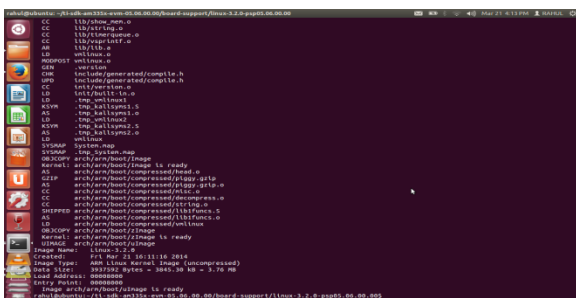 rahul@ubuntu: ~/ti-sdk-am335x-evm-05.06.00.00/board-support/linux-3.2.0-psp05.06.00.00
Mar 21 4:13 PM RAHUL
CC lib/show_mem.o
CC lib/string.o
CC lib/timerqueue.o
CC lib/vsprintf.o
AR lib/lib.a
LD vmlinux.o
MODPOST vmlinux.o
GEN .version
CHK include/generated/compile.h
UPD include/generated/compile.h
CC init/version.o
LD init/built-in.o
LD .tmp_vmlinux1
KSYM .tmp_kallsyms1.S
AS .tmp_kallsyms1.o
LD .tmp_vmlinux2
KSYM .tmp_kallsyms2.S
AS .tmp_kallsyms2.o
LD vmlinux
SYSMAP System.map
SYSMAP .tmp_System.map
OBJCOPY arch/arm/boot/Image
Kernel: arch/arm/boot/Image is ready
AS arch/arm/boot/compressed/head.o
GZIP arch/arm/boot/compressed/piggy.gzip
AS arch/arm/boot/compressed/piggy.gzip.o
CC arch/arm/boot/compressed/misc.o
CC arch/arm/boot/compressed/decompress.o
CC arch/arm/boot/compressed/string.o
SHIPPED arch/arm/boot/compressed/lib1funcs.S
AS arch/arm/boot/compressed/lib1funcs.o
LD arch/arm/boot/compressed/vmlinux
OBJCOPY arch/arm/boot/zImage
Kernel: arch/arm/boot/zImage is ready
UIMAGE arch/arm/boot/uImage
Image Name: Linux-3.2.0
Created: Fri Mar 21 16:11:16 2014
Image Type: ARM Linux Kernel Image (uncompressed)
Data Size: 3937592 Bytes = 3845.30 kB = 3.76 MB
Load Address: 80008000
Entry Point: 80008000
Image arch/arm/boot/uImage is ready
rahul@ubuntu:~/ti-sdk-am335x-evm-05.06.00.00/board-support/linux-3.2.0-psp05.06.00.00$